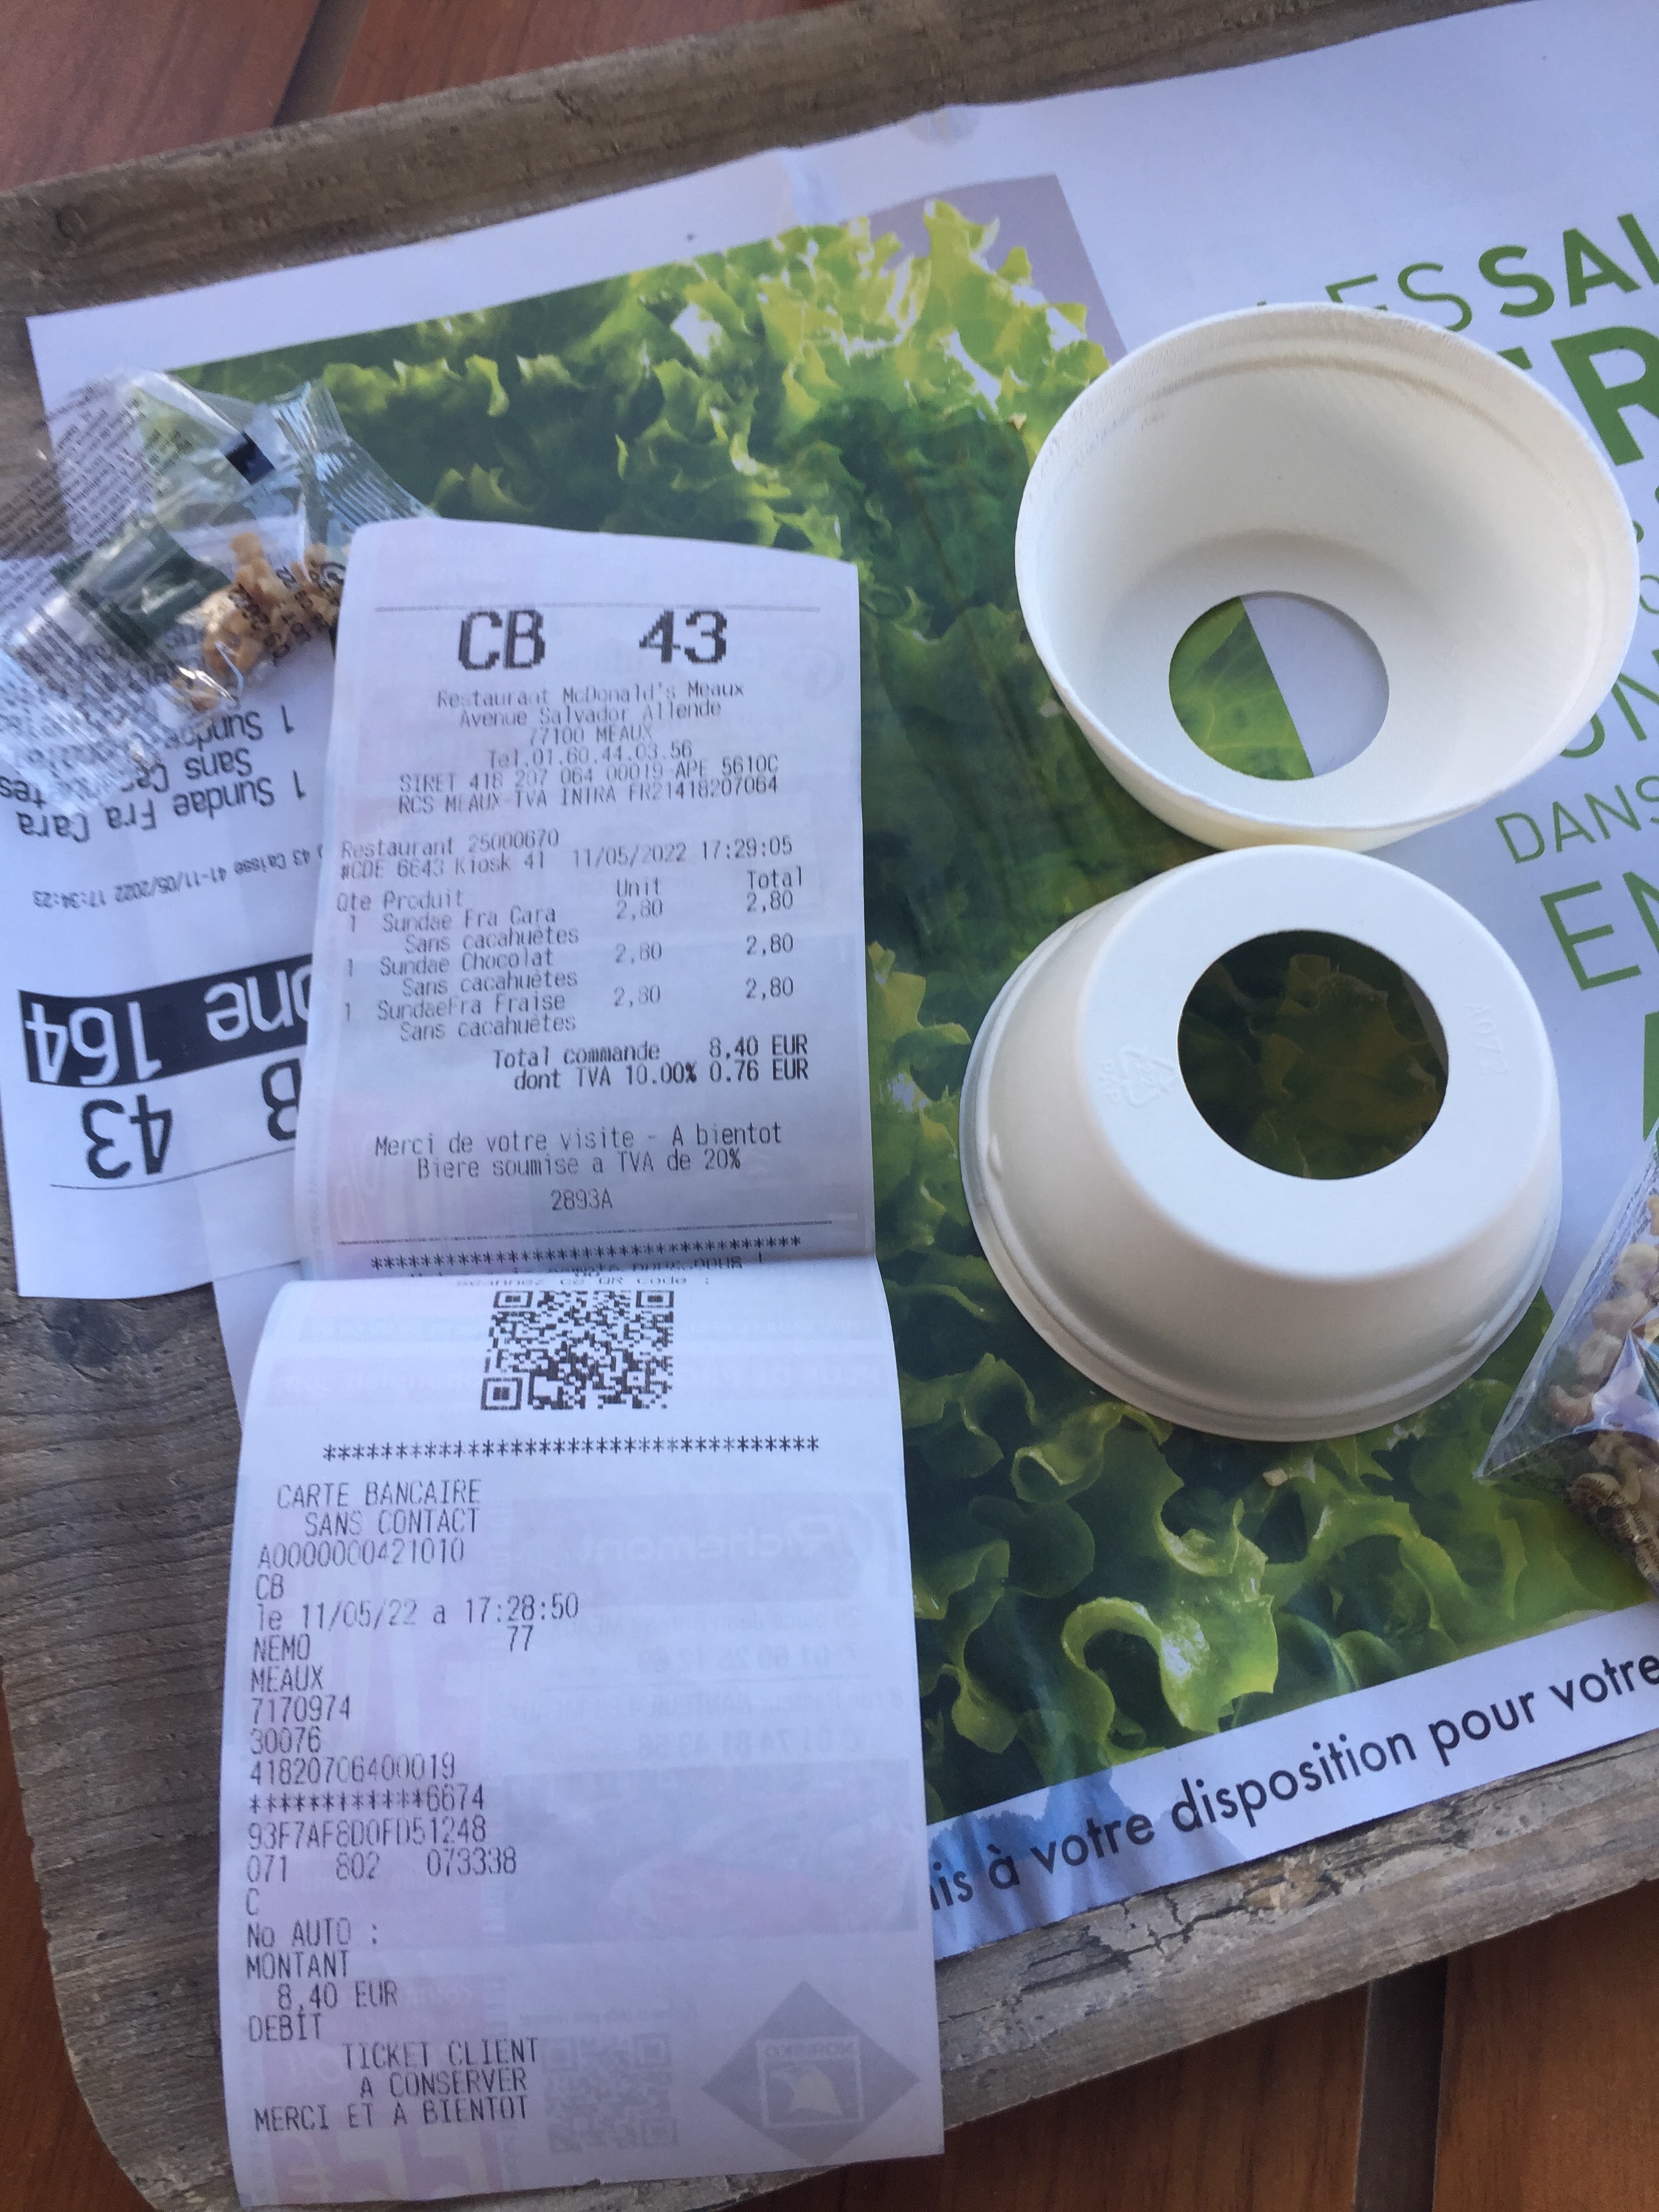 CB 43
Restaurant McDonald's Meaux
Avenue Salvador Allende
77100 MEAUX
Tel.01.60.44.03.56
SIRET 418 207 064 00019 APE 5610C
RCS MEAUX-TVA INTRA FR21418207064
Restaurant 25000670
#CDE 6643 Kiosk 41 11/05/2022 17:29:05
Qte Produit Unit Total
1 Sundae Fra Cara 2,80 2,80
Sans cacahuètes
1 Sundae Chocolat 2,80 2,80
Sans cacahuètes
1 SundaeFra Fraise 2,80 2,80
Sans cacahuètes
Total commande 8,40 EUR
dont TVA 10.00% 0.76 EUR
Merci de votre visite - A bientot
Biere soumise a TVA de 20%
2893A
**********************************
scannez ce QR code :
**********************************
CARTE BANCAIRE
SANS CONTACT
A0000000421010
CB
le 11/05/22 a 17:28:50
NEMO 77
MEAUX
7170974
30076
41820706400019
************6674
93F7AF8D0FD51248
071 802 073338
C
No AUTO :
MONTANT
8,40 EUR
DEBIT
TICKET CLIENT
A CONSERVER
MERCI ET A BIENTOT
B 43
one 164
43 Caisse 41-11/05/2022 17:34:23
1 Sundae Fra Cara
Sans
1
LES SAL
DANS
EN
à votre disposition pour votre